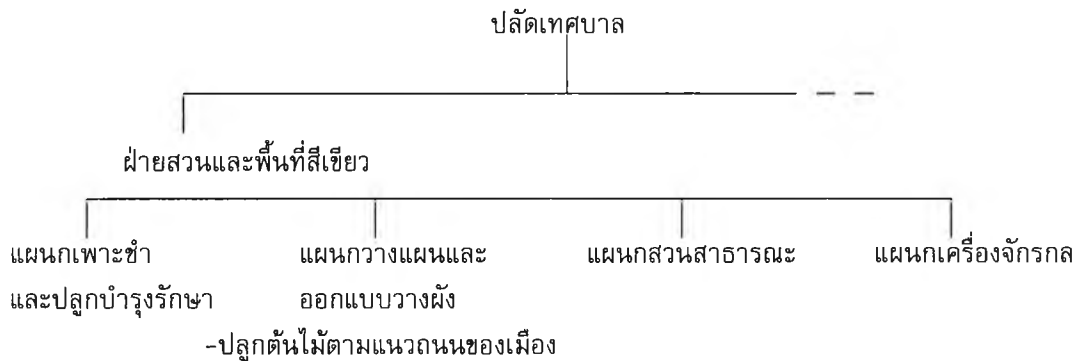 ปลัดเทศบาล
ฝ่ายสวนและพื้นที่สีเขียว
แผนกเพาะชำ
และปลูกบำรุงรักษา
แผนกวางแผนและ
ออกแบบวางผัง
-ปลูกต้นไม้ตามแนวถนนของเมือง
แผนกสวนสาธารณะ
แผนกเครื่องจักรกล